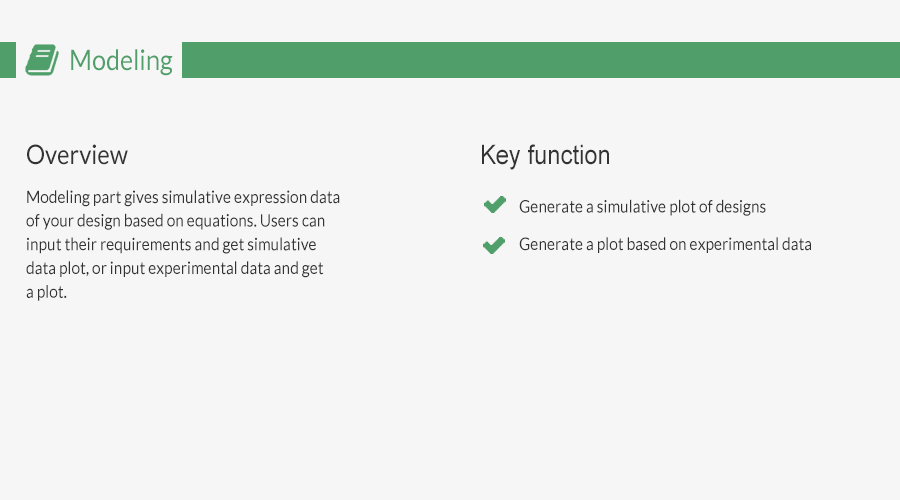 Modeling
Overview
Modeling part gives simulative expression data
of your design based on equations. Users can
input their requirements and get simulative
data plot, or input experimental data and get
a plot.
Key function
Generate a simulative plot of designs
Generate a plot based on experimental data